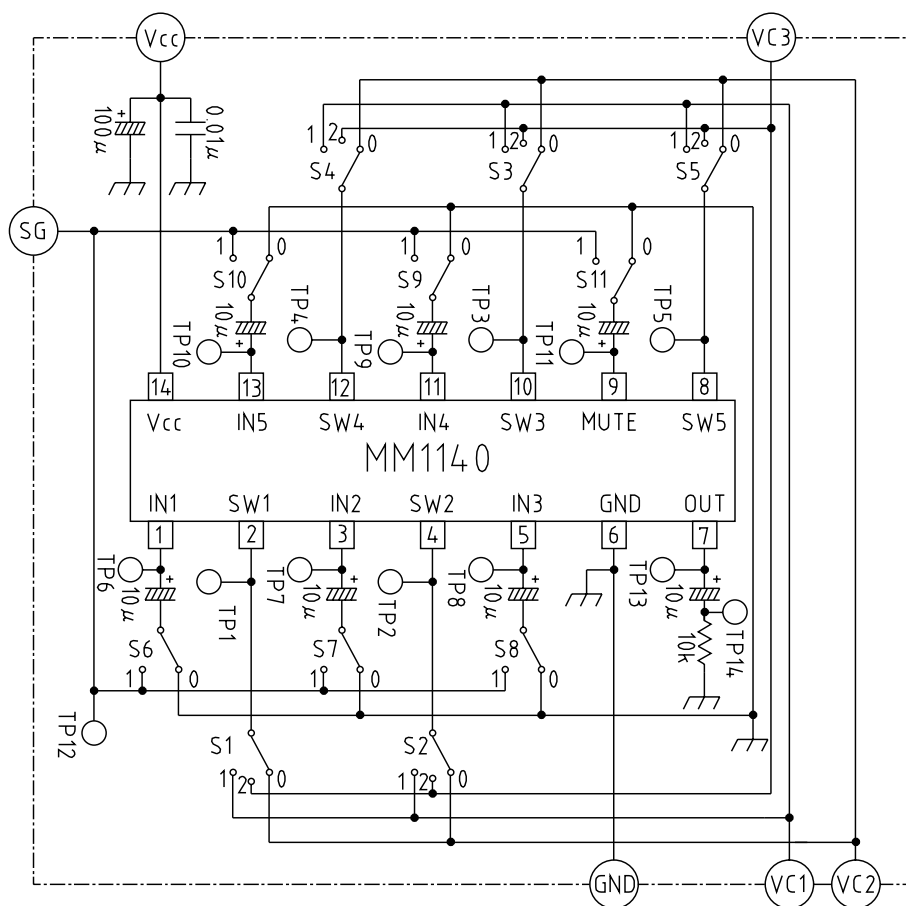 Vcc
VC3
100μ
+
0.01μ
1 2 0
S4
1 2 0
S3
1 2 0
S5
SG
1 0
S10
1 0
S9
1 0
S11
TP10
10μ
+
TP4
TP9
10μ
+
TP3
TP11
10μ
+
TP5
14
13
12
11
10
9
8
Vcc
IN5
SW4
IN4
SW3
MUTE
SW5
MM1140
IN1
SW1
IN2
SW2
IN3
GND
OUT
1
2
3
4
5
6
7
TP6
10μ
+
TP1
TP7
10μ
+
TP2
TP8
10μ
+
TP13
10μ
+
TP14
10k
S6
1 0
S7
1 0
S8
1 0
TP12
S1
1 2 0
S2
1 2 0
GND
VC1
VC2